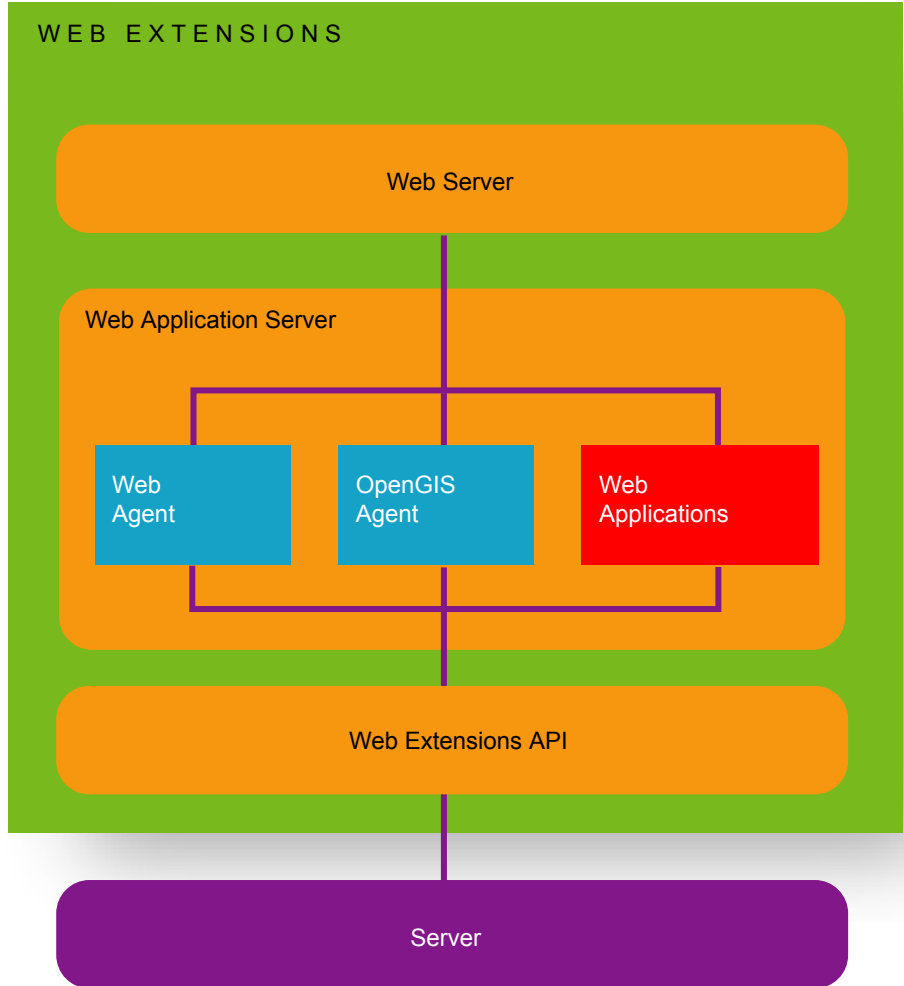 WEB EXTENSIONS
Web Server
Web Application Server
Web
Agent
OpenGIS
Agent
Web
Applications
Web Extensions API
Server